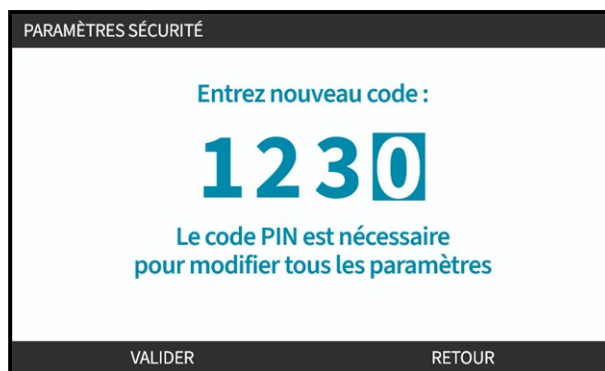 PARAMÈTRES SÉCURITÉ
Entrez nouveau code :
1230
Le code PIN est nécessaire
pour modifier tous les paramètres
VALIDER RETOUR